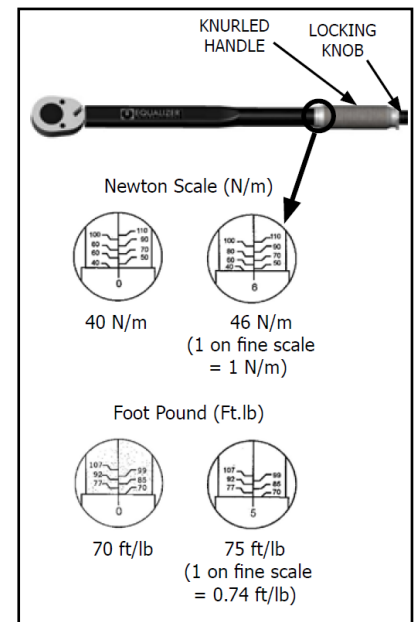 KNURLED
HANDLE
LOCKING
KNOB
EQUALIZER
Newton Scale (N/m)
100 110
80 90
60 70
40 50
0
100 110
80 90
60 70
40 50
6
40 N/m
46 N/m
(1 on fine scale
= 1 N/m)
Foot Pound (Ft.lb)
107 99
92 85
77 70
0
107 99
92 85
77 70
5
70 ft/lb
75 ft/lb
(1 on fine scale
= 0.74 ft/lb)